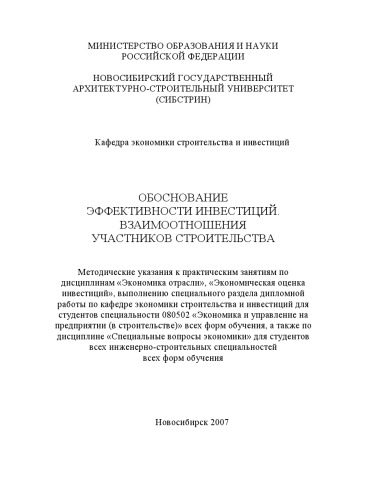 МИНИСТЕРСТВО ОБРАЗОВАНИЯ И НАУКИ
РОССИЙСКОЙ ФЕДЕРАЦИИ
НОВОСИБИРСКИЙ ГОСУДАРСТВЕННЫЙ
АРХИТЕКТУРНО-СТРОИТЕЛЬНЫЙ УНИВЕРСИТЕТ
(СИБСТРИН)
Кафедра экономики строительства и инвестиций
ОБОСНОВАНИЕ
ЭФФЕКТИВНОСТИ ИНВЕСТИЦИЙ.
ВЗАИМООТНОШЕНИЯ
УЧАСТНИКОВ СТРОИТЕЛЬСТВА
Методические указания к практическим занятиям по
дисциплинам «Экономика отрасли», «Экономическая оценка
инвестиций», выполнению специального раздела дипломной
работы по кафедре экономики строительства и инвестиций для
студентов специальности 080502 «Экономика и управление на
предприятии (в строительстве)» всех форм обучения, а также по
дисциплине «Специальные вопросы экономики» для студентов
всех инженерно-строительных специальностей
всех форм обучения
Новосибирск 2007